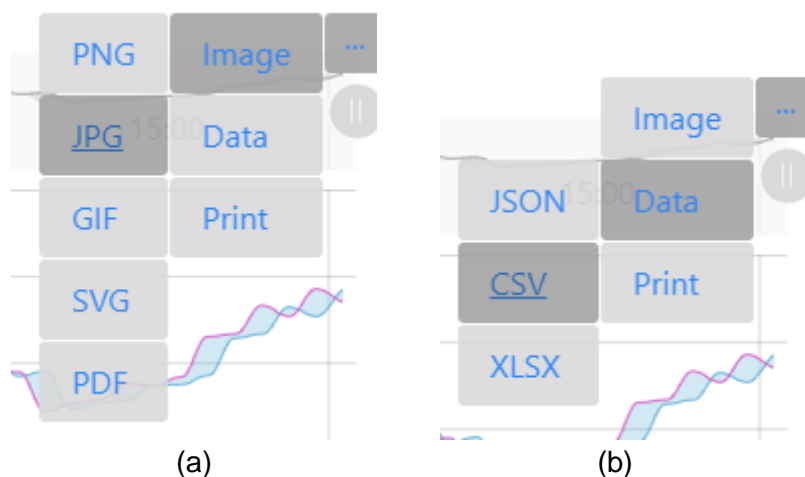 PNG Image ...
JPG 15:00 Data
GIF Print
SVG
PDF
(a)
Image ...
JSON 15:00 Data
CSV Print
XLSX
(b)